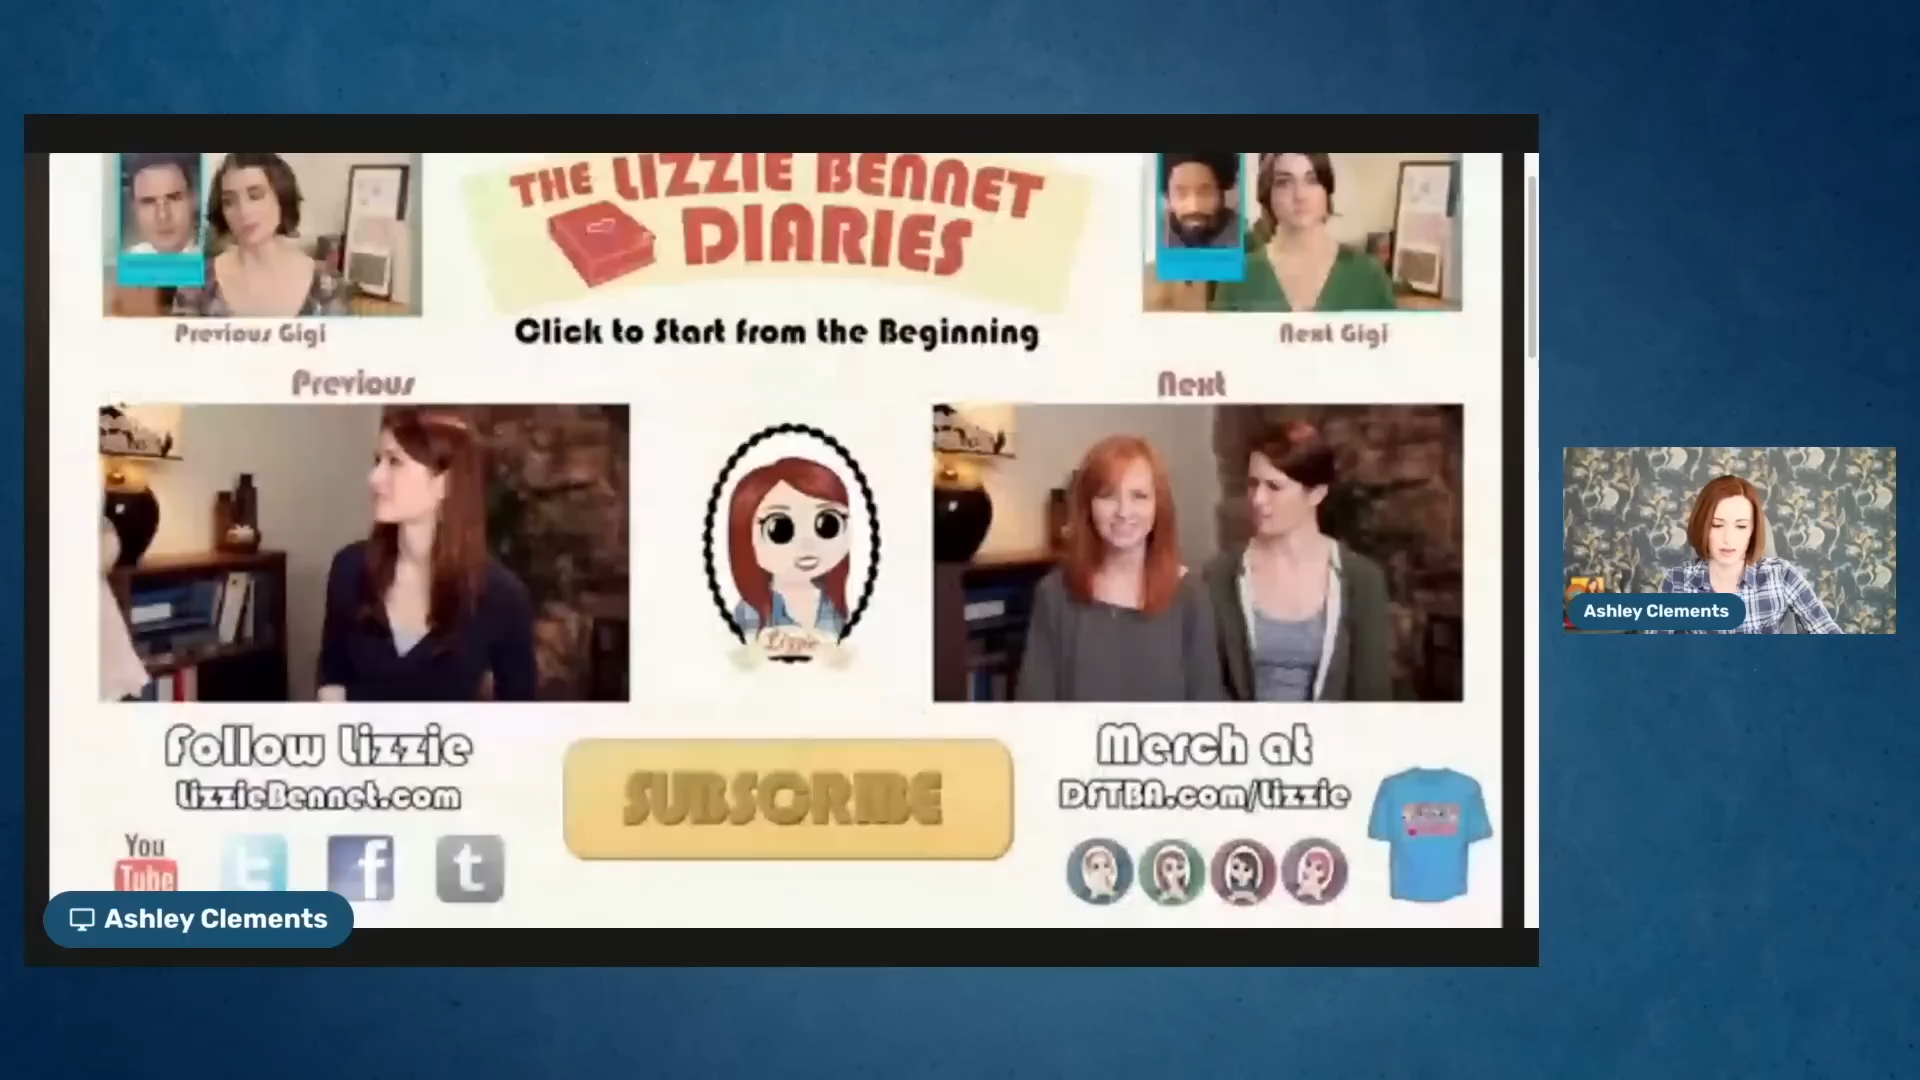 THE LIZZIE BENNET
DIARIES
Click to Start from the Beginning
Previous Gigi
Next Gigi
Previous
Next
Lizzie
Follow Lizzie
LizzieBennet.com
SUBSCRIBE
Merch at
DFTBA.com/Lizzie
You
Tube
t
f
t
Ashley Clements
Ashley Clements